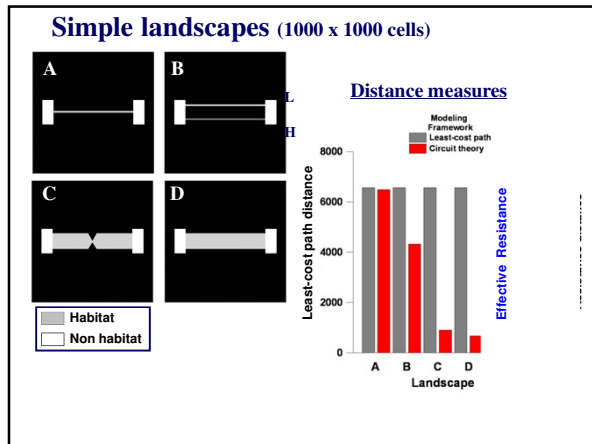 Simple landscapes (1000 x 1000 cells)
A
B
L
H
C
D
Habitat
Non habitat
Distance measures
Modeling
Framework
Least-cost path
Circuit theory
Least-cost path distance
8000
6000
4000
2000
0
A B C D
Landscape
Effective Resistance